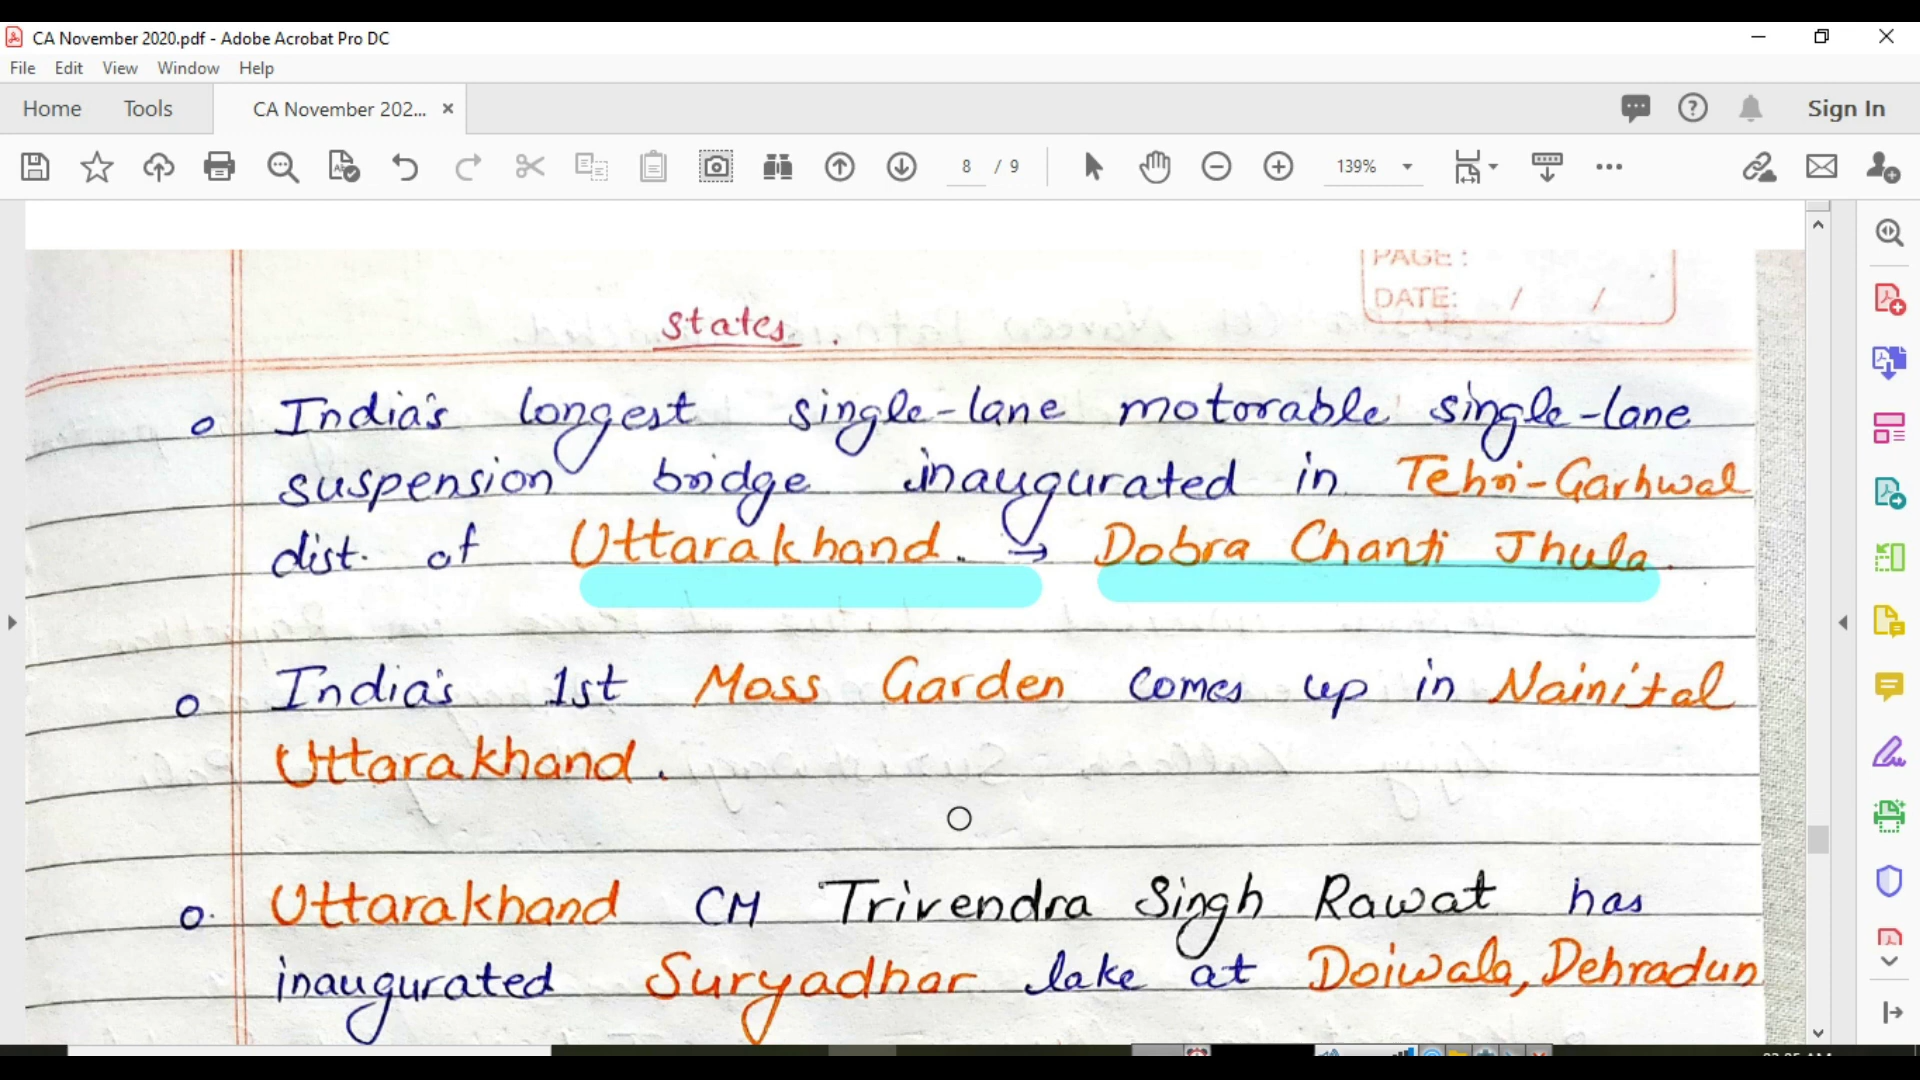 CA November 2020.pdf - Adobe Acrobat Pro DC
File Edit View Window Help
Home Tools CA November 202... × Sign In
8 / 9 139%
PAGE :
DATE: / /
states.
o India's longest single-lane motorable single-lane
suspension bridge inaugurated in Tehri-Garhwal
dist. of Uttarakhand. → Dobra Chanti Jhula.
o India's 1st Moss Garden comes up in Nainital
Uttarakhand.
o. Uttarakhand CM Trivendra Singh Rawat has
inaugurated Suryadhar lake at Doiwala, Dehradun